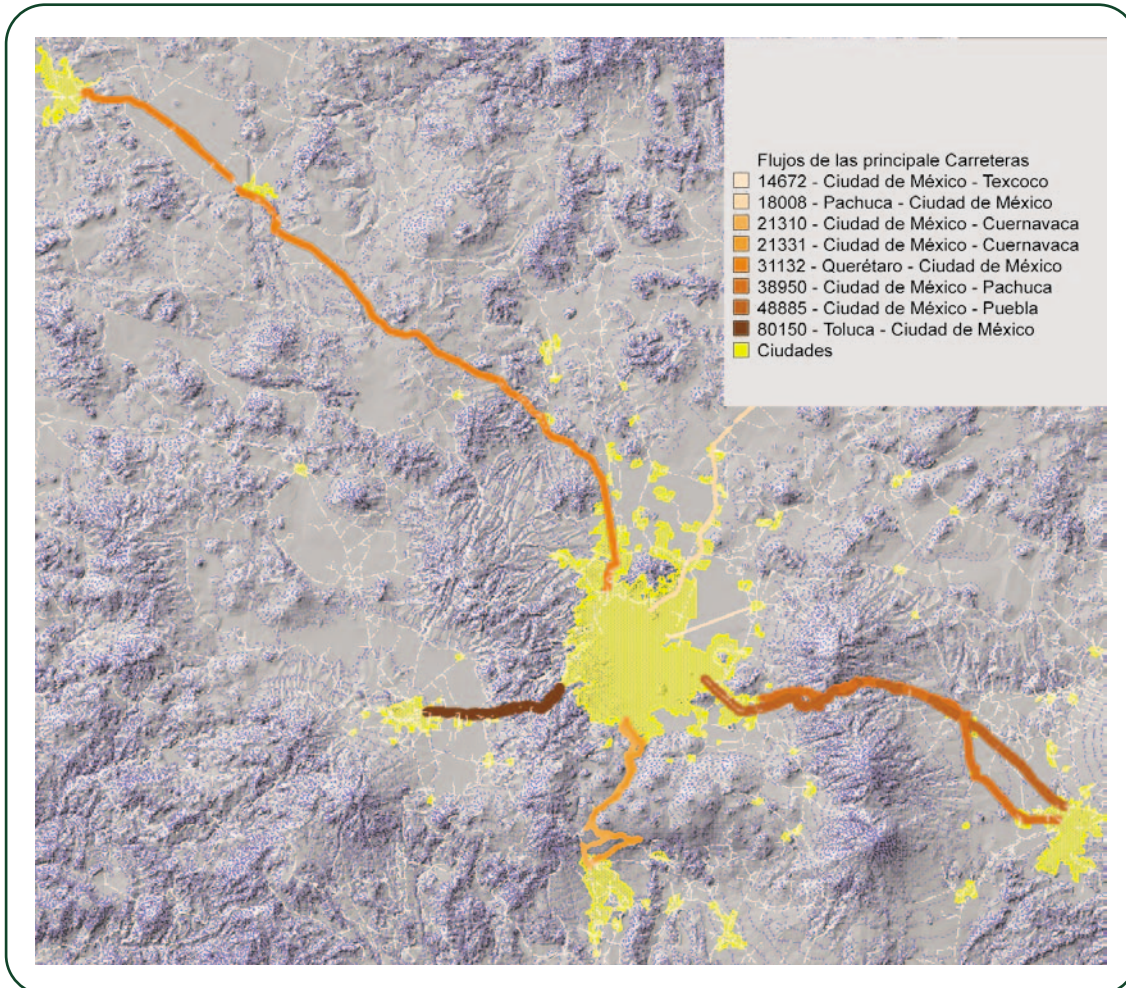 Flujos de las principale Carreteras
14672 - Ciudad de México - Texcoco
18008 - Pachuca - Ciudad de México
21310 - Ciudad de México - Cuernavaca
21331 - Ciudad de México - Cuernavaca
31132 - Querétaro - Ciudad de México
38950 - Ciudad de México - Pachuca
48885 - Ciudad de México - Puebla
80150 - Toluca - Ciudad de México
Ciudades